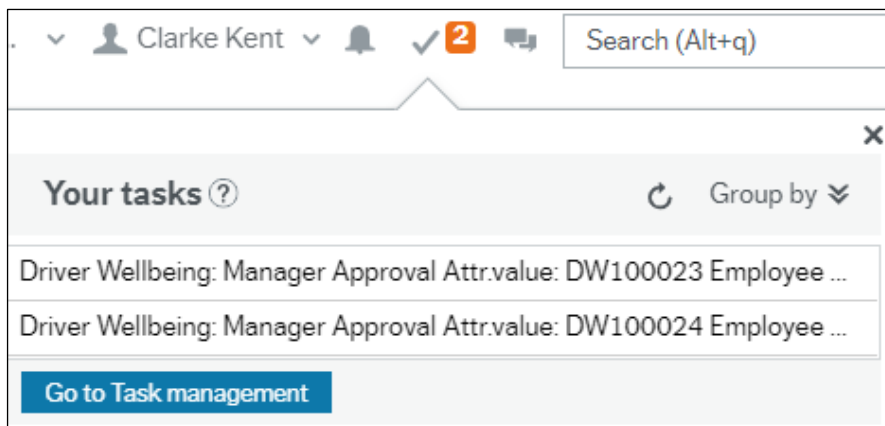 . Clarke Kent 2 Search (Alt+q)
Your tasks ? Group by
Driver Wellbeing: Manager Approval Attr.value: DW100023 Employee ...
Driver Wellbeing: Manager Approval Attr.value: DW100024 Employee ...
Go to Task management